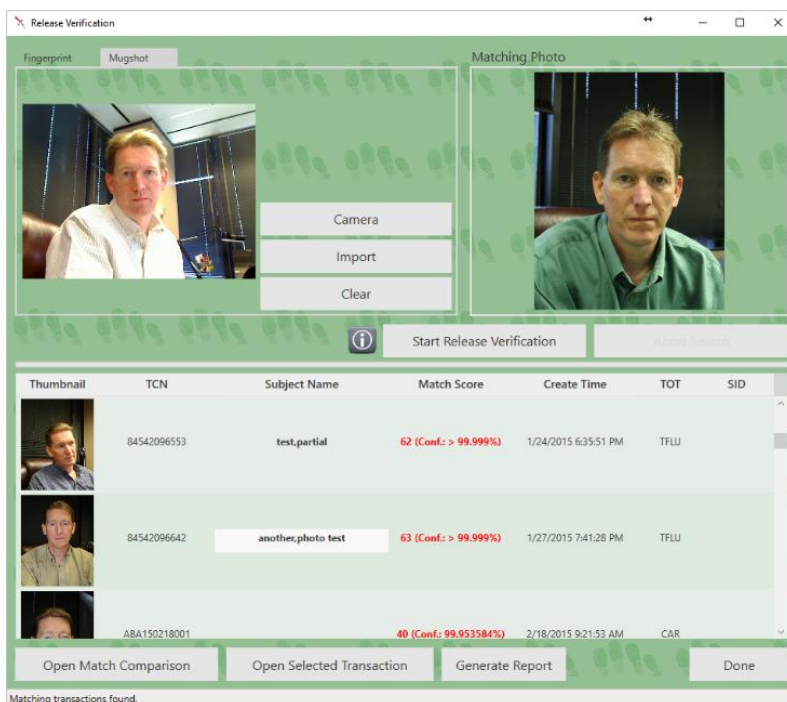 Release Verification
Fingerprint Mugshot
Matching Photo
Camera
Import
Clear
Start Release Verification
Abort Search
Thumbnail TCN Subject Name Match Score Create Time TOT SID
84542096553 test,partial 62 (Conf.: > 99.999%) 1/24/2015 6:35:51 PM TFLU
84542096642 another,photo test 63 (Conf.: > 99.999%) 1/27/2015 7:41:28 PM TFLU
ABA150218001 40 (Conf.: 99.953584%) 2/18/2015 9:21:53 AM CAR
Open Match Comparison Open Selected Transaction Generate Report Done
Matching transactions found.